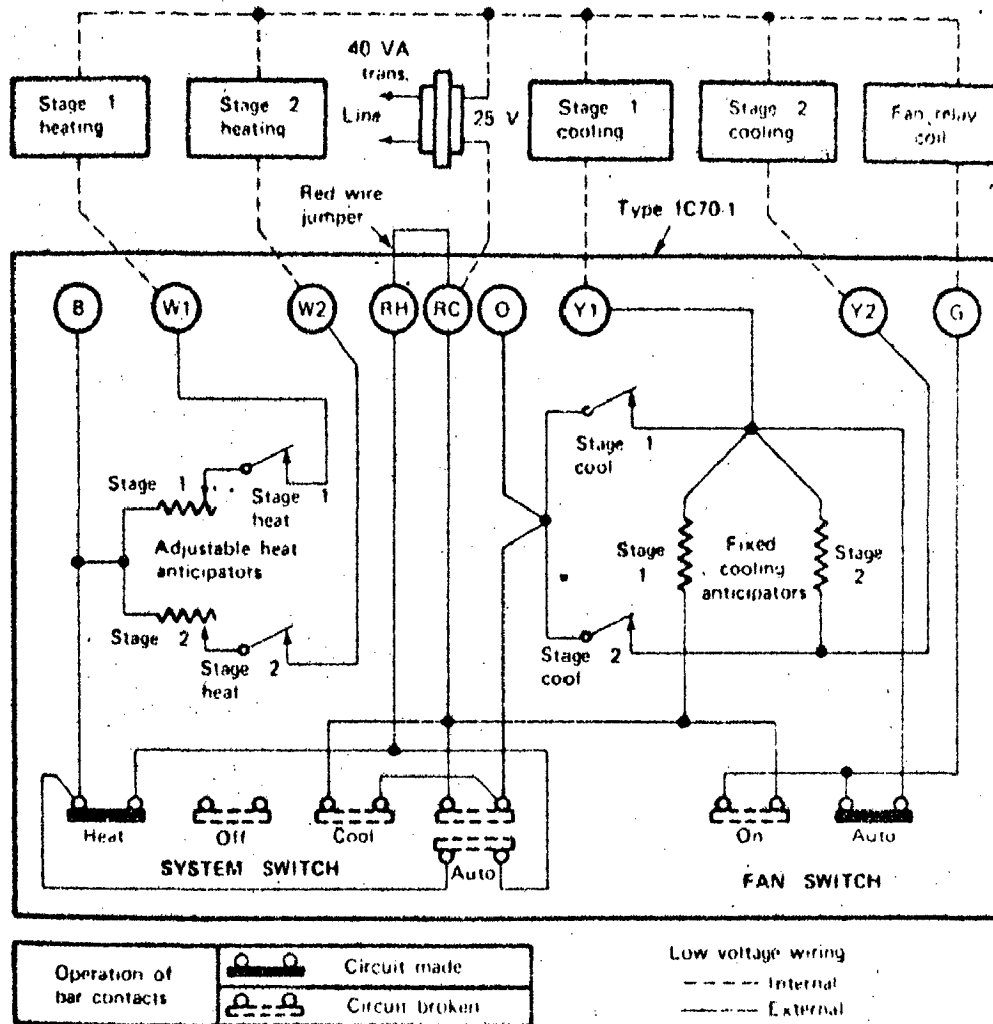 40 VA
trans.
Line
25 V
Stage 1
heating
Stage 2
heating
Stage 1
cooling
Stage 2
cooling
Fan relay
coil
Red wire
jumper
Type 1C70-1
B
W1
W2
RH
RC
O
Y1
Y2
G
Stage 1
Stage 1
heat
Adjustable heat
anticipators
Stage 2
Stage 2
heat
Stage 1
cool
Stage
1
Fixed
cooling
anticipators
Stage
2
Stage 2
cool
Heat
Off
Cool
Auto
On
Auto
SYSTEM SWITCH
FAN SWITCH
Operation of
bar contacts
Circuit made
Circuit broken
Low voltage wiring
Internal
External